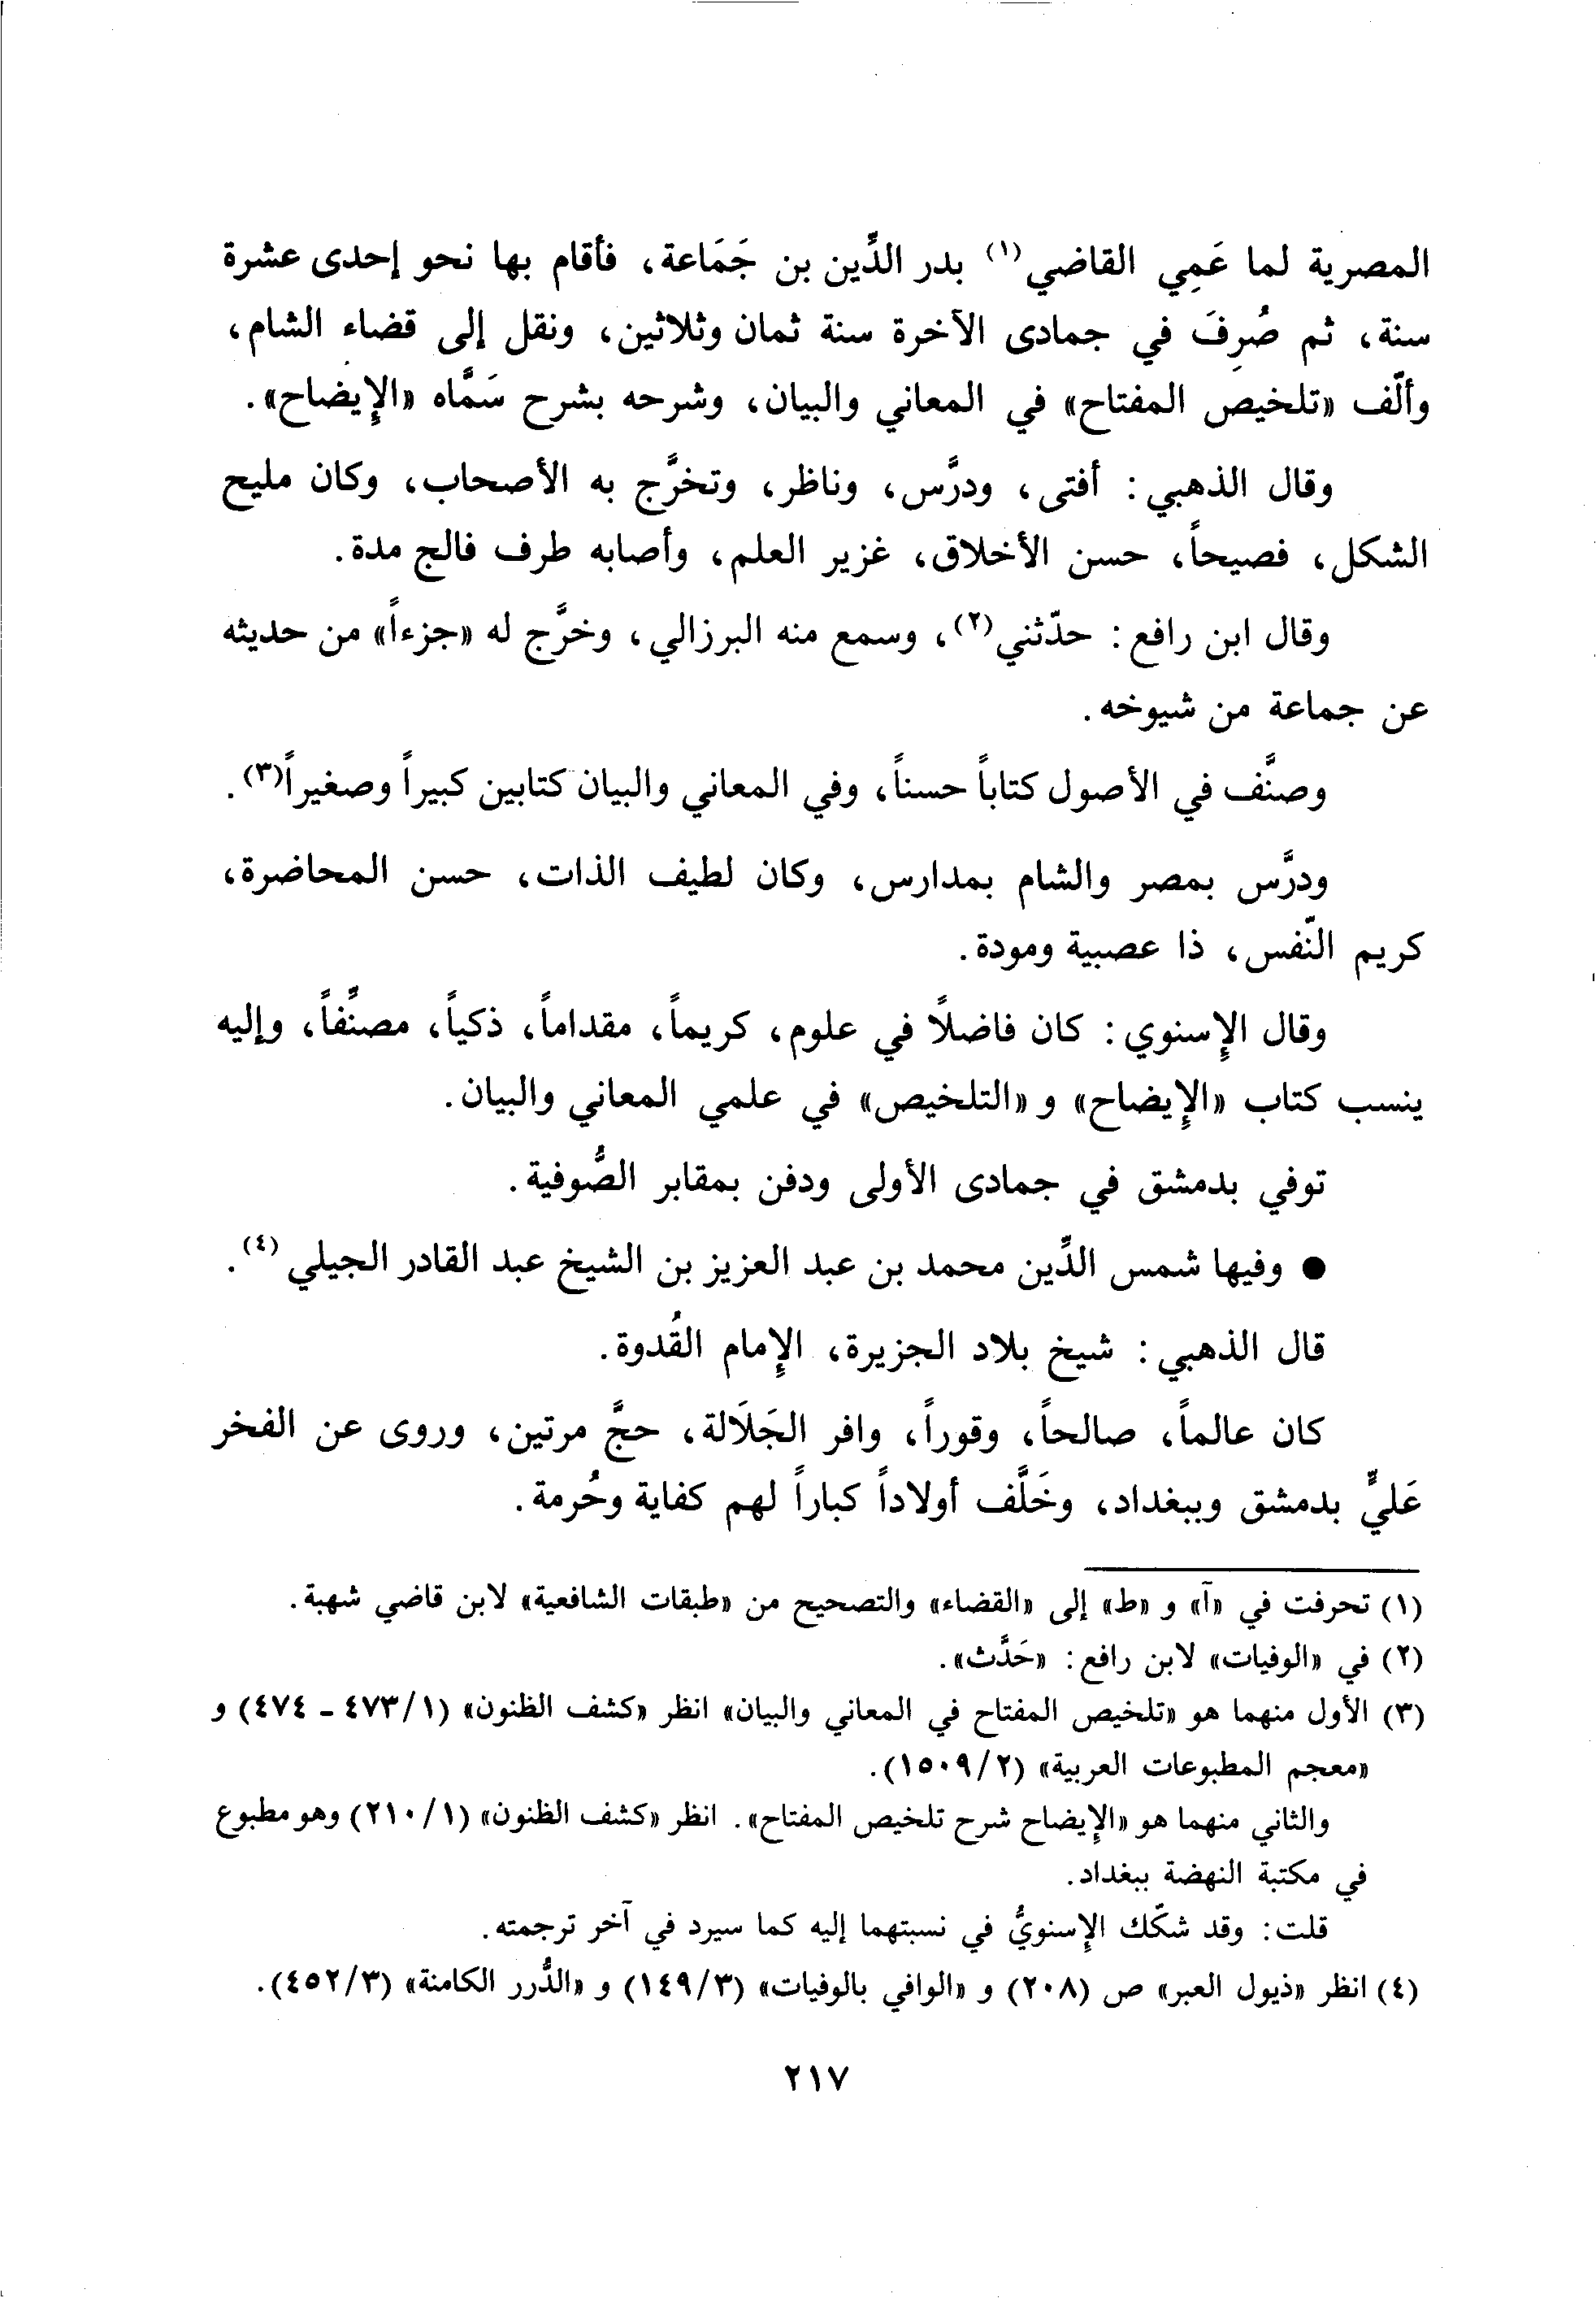 المصرية لما عَمِي القاضي(١) بدر الدِّين بن جَمَاعة، فأقام بها نحو إحدى عشرة
سنة، ثم صُرِفَ في جمادى الآخرة سنة ثمان وثلاثين، ونقل إلى قضاء الشام،
وألّف «تلخيص المفتاح» في المعاني والبيان، وشرحه بشرح سَمَّاه «الإيضاح».
وقال الذهبي: أفتى، ودرَّس، وناظر، وتخرَّج به الأصحاب، وكان مليح
الشكل، فصيحاً، حسن الأخلاق، غزير العلم، وأصابه طرف فالج مدة.
وقال ابن رافع: حدّثني(٢)، وسمع منه البرزالي، وخرَّج له «جزءاً» من حديثه
عن جماعة من شيوخه.
وصنَّف في الأصول كتاباً حسناً، وفي المعاني والبيان كتابين كبيراً وصغيراً(٣).
ودرَّس بمصر والشام بمدارس، وكان لطيف الذات، حسن المحاضرة،
كريم النّفس، ذا عصبية ومودة.
وقال الإسنوي: كان فاضلاً في علوم، كريماً، مقداماً، ذكياً، مصنِّفاً، وإليه
ينسب كتاب «الإيضاح» و «التلخيص» في علمي المعاني والبيان.
توفي بدمشق في جمادى الأولى ودفن بمقابر الصُّوفية.
● وفيها شمس الدِّين محمد بن عبد العزيز بن الشيخ عبد القادر الجيلي(٤).
قال الذهبي: شيخ بلاد الجزيرة، الإمام القُدوة.
كان عالماً، صالحاً، وقوراً، وافر الجَلَالة، حجَّ مرتين، وروى عن الفخر
عَليٍّ بدمشق وببغداد، وخَلَّف أولاداً كباراً لهم كفاية وحُرمة.
(١) تحرفت في «آ» و «ط» إلى «القضاء» والتصحيح من «طبقات الشافعية» لابن قاضي شهبة.
(٢) في «الوفيات» لابن رافع: «حَدَّث».
(٣) الأول منهما هو «تلخيص المفتاح في المعاني والبيان» انظر «كشف الظنون» (١/٤٧٣ - ٤٧٤) و
«معجم المطبوعات العربية» (٢/١٥٠٩).
والثاني منهما هو «الإيضاح شرح تلخيص المفتاح». انظر «كشف الظنون» (١/٢١٠) وهو مطبوع
في مكتبة النهضة ببغداد.
قلت: وقد شكّك الإسنويُّ في نسبتهما إليه كما سيرد في آخر ترجمته.
(٤) انظر «ذيول العبر» ص (٢٠٨) و «الوافي بالوفيات» (٣/١٤٩) و «الدُّرر الكامنة» (٣/٤٥٢).
٢١٧